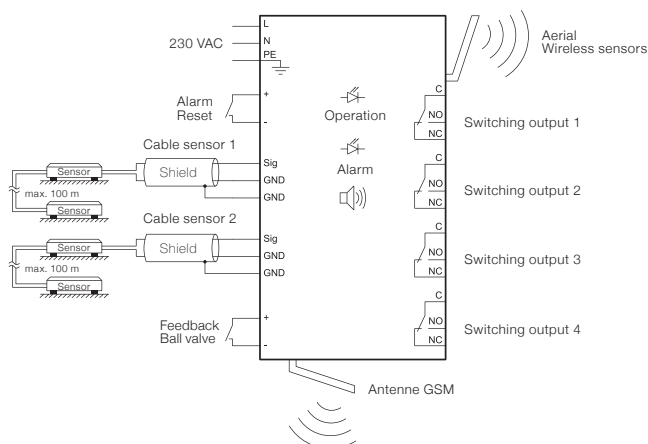 L
230 VAC
N
PE
Aerial
Wireless sensors
Alarm
Reset
+
-
Operation
Alarm
C
NO
NC
Switching output 1
Cable sensor 1
Sensor
max. 100 m
Sensor
Shield
Sig
GND
GND
C
NO
NC
Switching output 2
Cable sensor 2
Sensor
max. 100 m
Sensor
Shield
Sig
GND
GND
C
NO
NC
Switching output 3
Feedback
Ball valve
+
-
C
NO
NC
Switching output 4
Antenne GSM